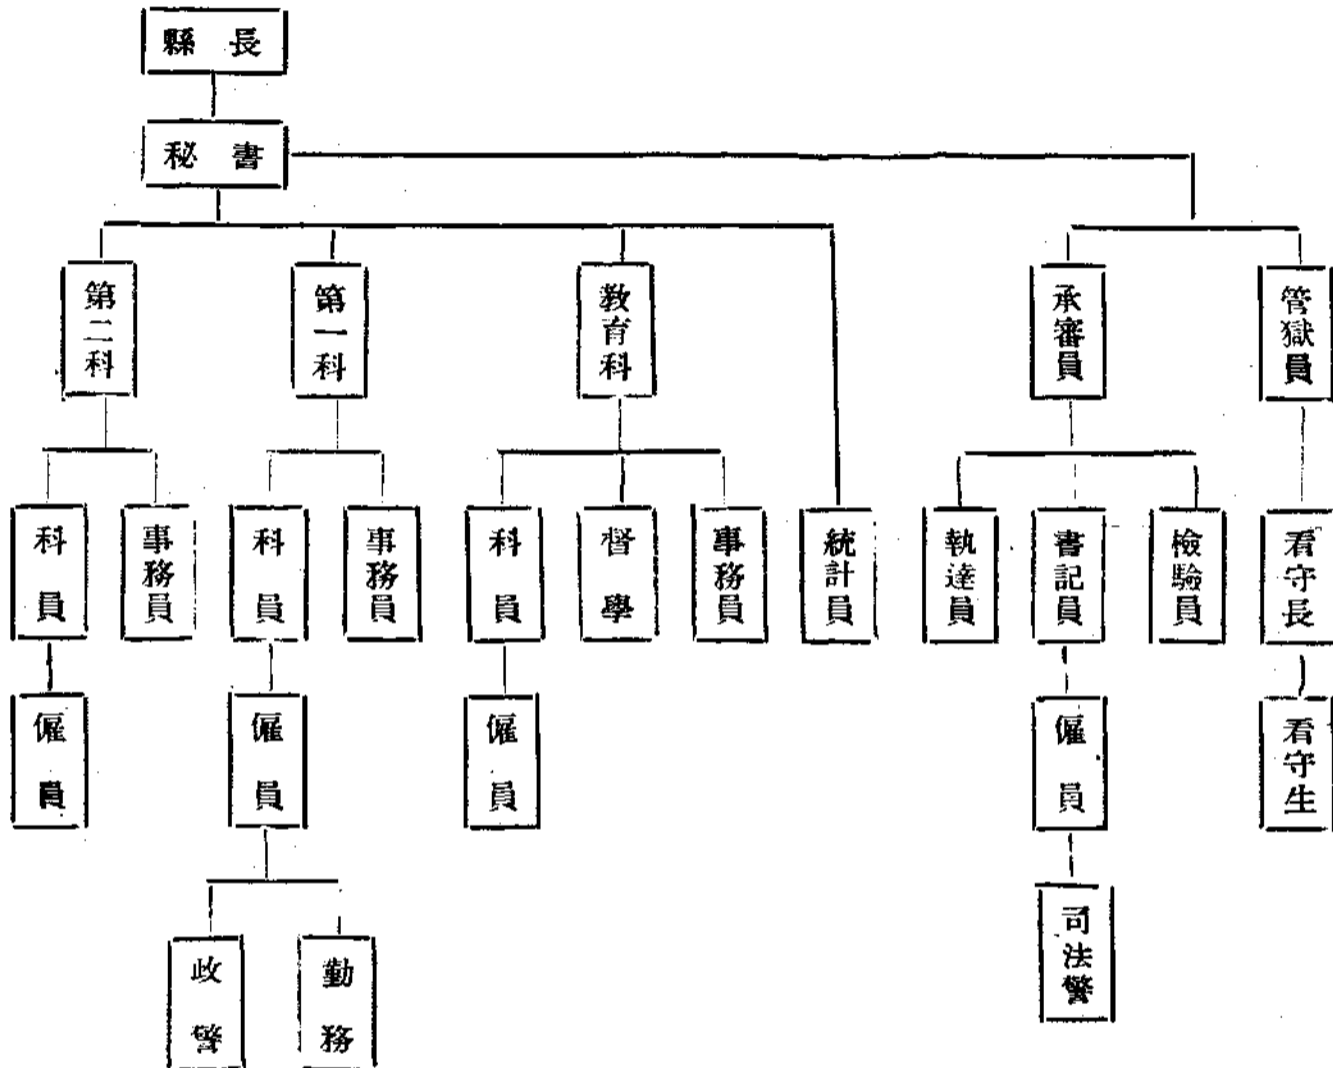 縣長
秘書
第二科
第一科
教育科
承審員
管獄員
科員
事務員
科員
事務員
科員
督學
事務員
統計員
執達員
書記員
檢驗員
看守長
僱員
僱員
僱員
僱員
看守生
司法警
政警
勤務